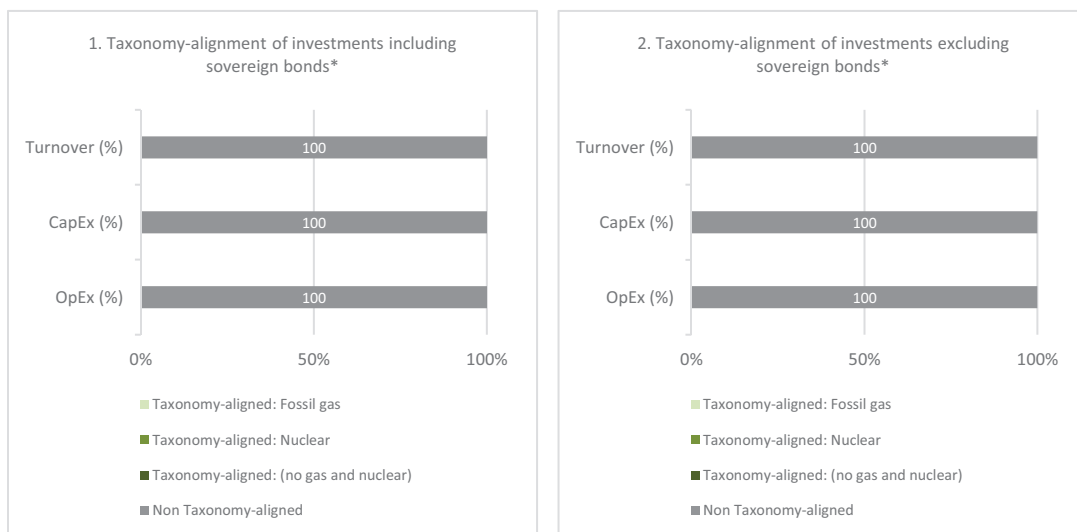 1. Taxonomy-alignment of investments including
sovereign bonds*
Turnover (%)
100
CapEx (%)
100
OpEx (%)
100
0% 50% 100%
Taxonomy-aligned: Fossil gas
Taxonomy-aligned: Nuclear
Taxonomy-aligned: (no gas and nuclear)
Non Taxonomy-aligned
2. Taxonomy-alignment of investments excluding
sovereign bonds*
Turnover (%)
100
CapEx (%)
100
OpEx (%)
100
0% 50% 100%
Taxonomy-aligned: Fossil gas
Taxonomy-aligned: Nuclear
Taxonomy-aligned: (no gas and nuclear)
Non Taxonomy-aligned